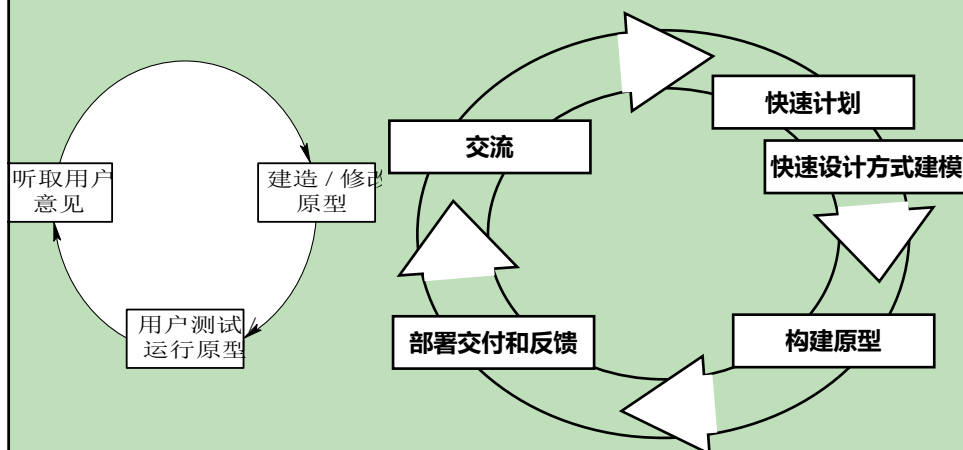 听取用户
意见
建造 / 修改
原型
用户测试 /
运行原型
交流
快速计划
快速设计方式建模
构建原型
部署交付和反馈